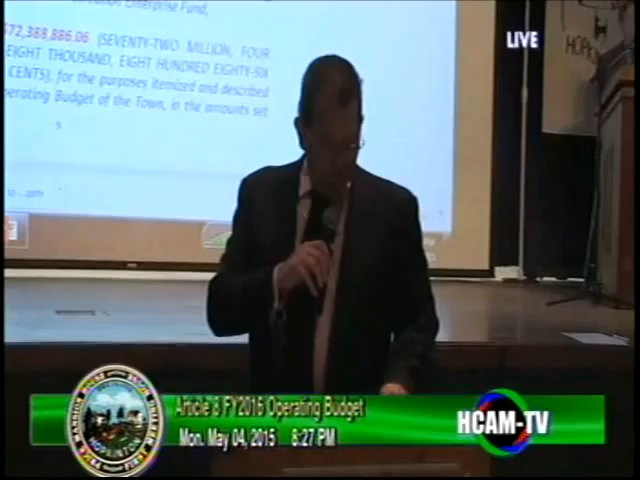 Enterprise Fund,
LIVE
$72,388,886.06 (SEVENTY-TWO MILLION, FOUR
EIGHT THOUSAND, EIGHT HUNDRED EIGHTY-SIX
CENTS), for the purposes itemized and described
Operating Budget of the Town, in the amounts set
Article 8 FY2016 Operating Budget
Mon. May 04, 2015 8:27 PM
HOPKINTON
HCAM-TV